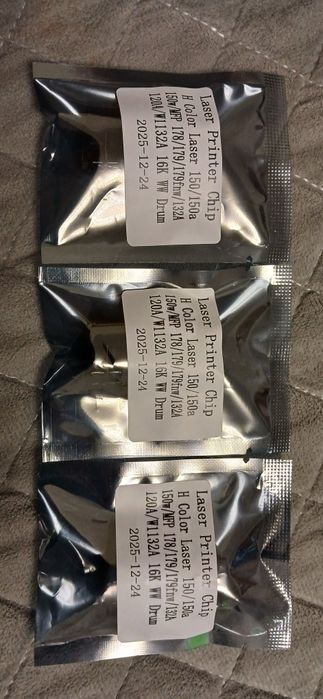 Laser Printer Chip
H Color Laser 150/150a
150w/MFP 178/179/179fnw/132A
120A/W1132A 16K WW Drum
2025-12-24
Laser Printer Chip
H Color Laser 150/150a
150w/MFP 178/179/179fnw/132A
120A/W1132A 16K WW Drum
2025-12-24
Laser Printer Chip
H Color Laser 150/150a
150w/MFP 178/179/179fnw/132A
120A/W1132A 16K WW Drum
2025-12-24